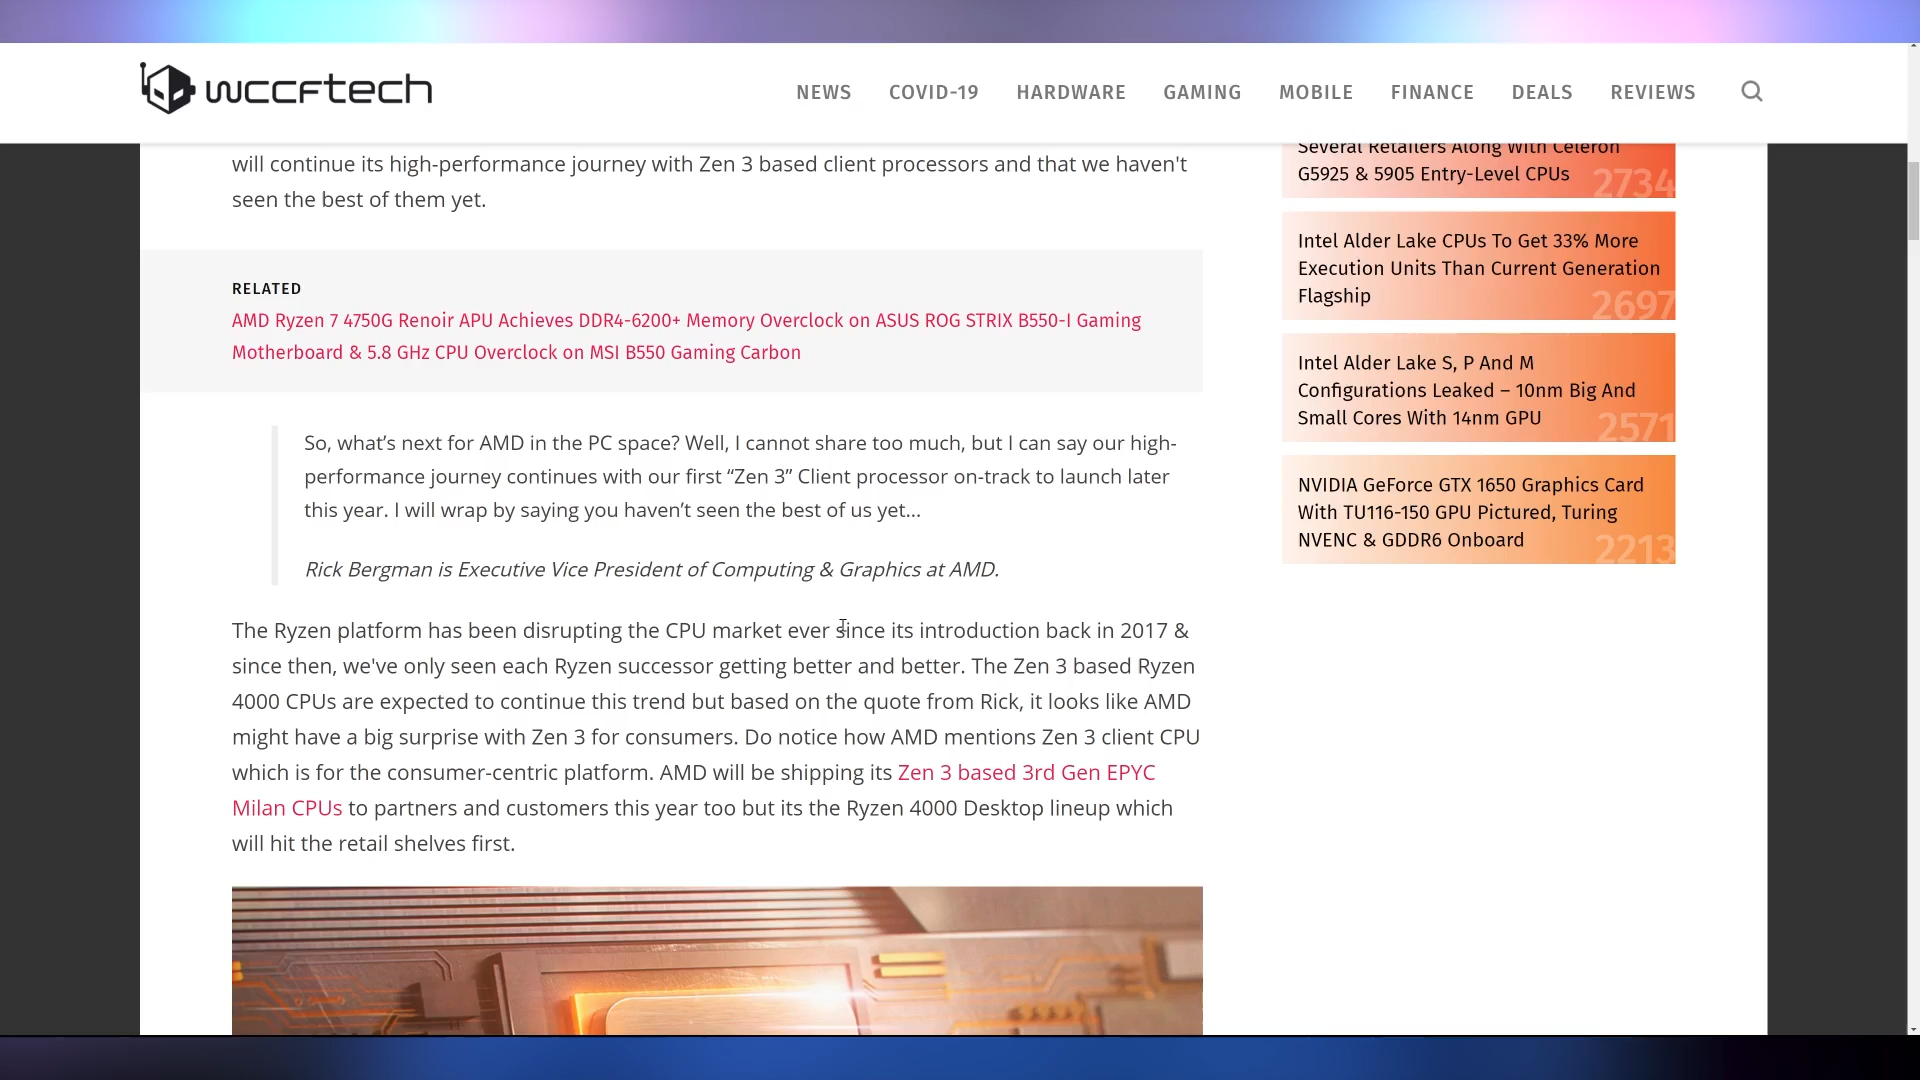 wccftech
NEWS COVID-19 HARDWARE GAMING MOBILE FINANCE DEALS REVIEWS
will continue its high-performance journey with Zen 3 based client processors and that we haven't
seen the best of them yet.
RELATED
AMD Ryzen 7 4750G Renoir APU Achieves DDR4-6200+ Memory Overclock on ASUS ROG STRIX B550-I Gaming
Motherboard & 5.8 GHz CPU Overclock on MSI B550 Gaming Carbon
So, what’s next for AMD in the PC space? Well, I cannot share too much, but I can say our high-
performance journey continues with our first “Zen 3” Client processor on-track to launch later
this year. I will wrap by saying you haven’t seen the best of us yet...
Rick Bergman is Executive Vice President of Computing & Graphics at AMD.
The Ryzen platform has been disrupting the CPU market ever since its introduction back in 2017 &
since then, we've only seen each Ryzen successor getting better and better. The Zen 3 based Ryzen
4000 CPUs are expected to continue this trend but based on the quote from Rick, it looks like AMD
might have a big surprise with Zen 3 for consumers. Do notice how AMD mentions Zen 3 client CPU
which is for the consumer-centric platform. AMD will be shipping its Zen 3 based 3rd Gen EPYC
Milan CPUs to partners and customers this year too but its the Ryzen 4000 Desktop lineup which
will hit the retail shelves first.
Several Retailers Along With Celeron
G5925 & 5905 Entry-Level CPUs
2734
Intel Alder Lake CPUs To Get 33% More
Execution Units Than Current Generation
Flagship
2697
Intel Alder Lake S, P And M
Configurations Leaked – 10nm Big And
Small Cores With 14nm GPU
2571
NVIDIA GeForce GTX 1650 Graphics Card
With TU116-150 GPU Pictured, Turing
NVENC & GDDR6 Onboard
2213